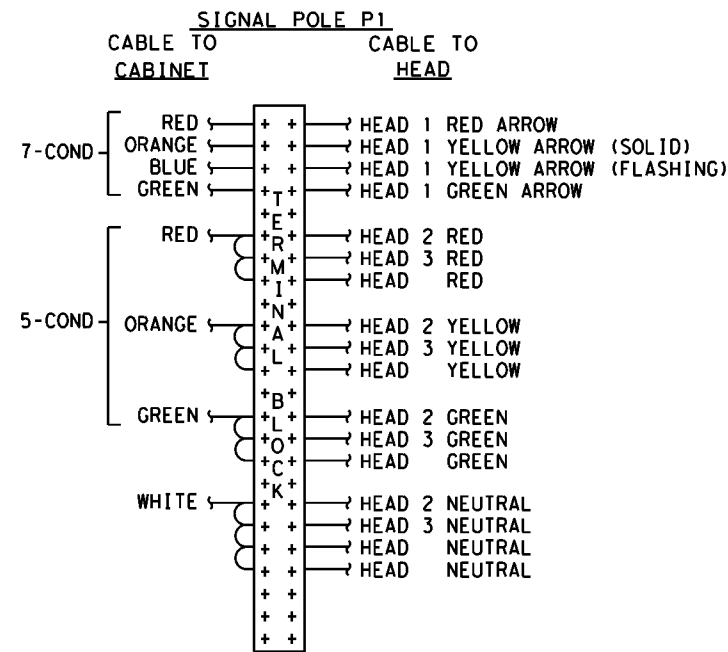 SIGNAL POLE P1
CABLE TO CABINET
CABLE TO HEAD
7-COND
RED HEAD 1 RED ARROW
ORANGE HEAD 1 YELLOW ARROW (SOLID)
BLUE HEAD 1 YELLOW ARROW (FLASHING)
GREEN HEAD 1 GREEN ARROW
5-COND
RED HEAD 2 RED
HEAD 3 RED
HEAD RED
ORANGE HEAD 2 YELLOW
HEAD 3 YELLOW
HEAD YELLOW
GREEN HEAD 2 GREEN
HEAD 3 GREEN
HEAD GREEN
WHITE HEAD 2 NEUTRAL
HEAD 3 NEUTRAL
HEAD NEUTRAL
HEAD NEUTRAL
TERMINAL BLOCK